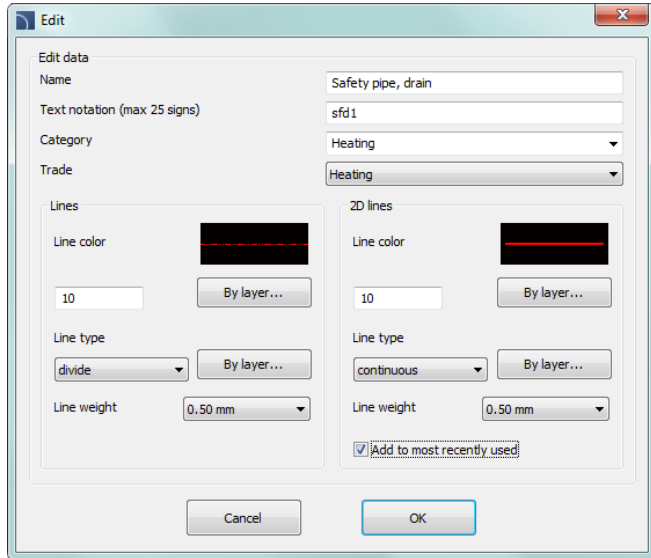 Edit
Edit data
Name
Safety pipe, drain
Text notation (max 25 signs)
sfd1
Category
Heating
Trade
Heating
Lines
Line color
10
By layer...
Line type
divide
By layer...
Line weight
0.50 mm
2D lines
Line color
10
By layer...
Line type
continuous
By layer...
Line weight
0.50 mm
Add to most recently used
Cancel
OK